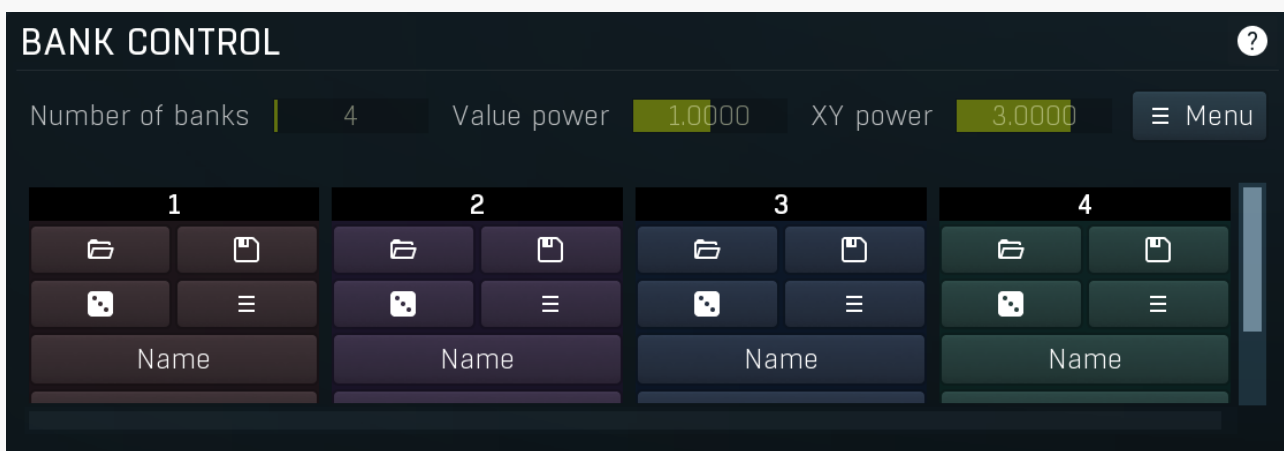 BANK CONTROL ?
Number of banks 4 Value power 1.0000 XY power 3.0000 Menu
1 2 3 4
Name Name Name Name